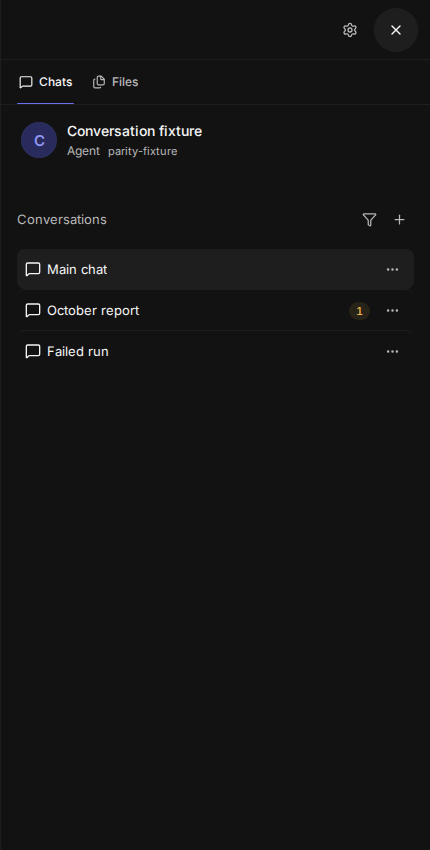 Chats Files
C
Conversation fixture
Agent parity-fixture
Conversations
Main chat
October report 1
Failed run